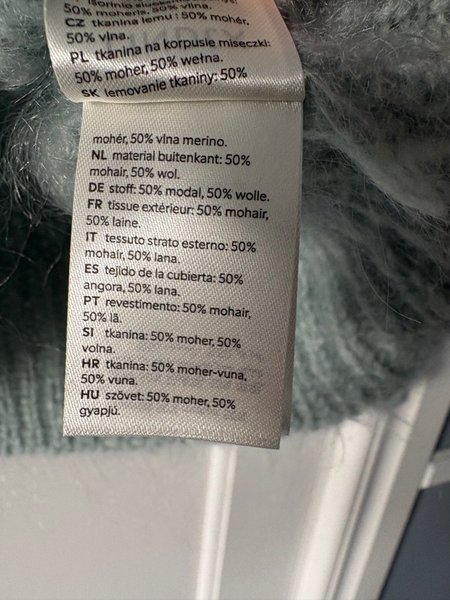 50% moheris, 50% vilna.
CZ tkanina lemu : 50% mohér,
50% vlna.
PL tkanina na korpusie miseczki:
50% moher, 50% wełna.
SK lemovanie tkaniny: 50%
mohér, 50% vlna merino.
NL material buitenkant: 50%
mohair, 50% wol.
DE stoff: 50% modal, 50% wolle.
FR tissue extérieur: 50% mohair,
50% laine.
IT tessuto strato esterno: 50%
mohair, 50% lana.
ES tejido de la cubierta: 50%
angora, 50% lana.
PT revestimento: 50% mohair,
50% lã.
SI tkanina: 50% moher, 50%
volna.
HR tkanina: 50% moher-vuna,
50% vuna.
HU szövet: 50% moher, 50%
gyapjú.